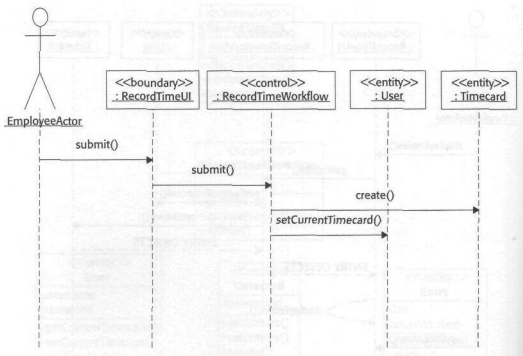 <<boundary>>
: RecordTimeUI
<<control>>
: RecordTimeWorkflow
<<entity>>
: User
<<entity>>
: Timecard
EmployeeActor
submit()
submit()
create()
setCurrentTimecard()